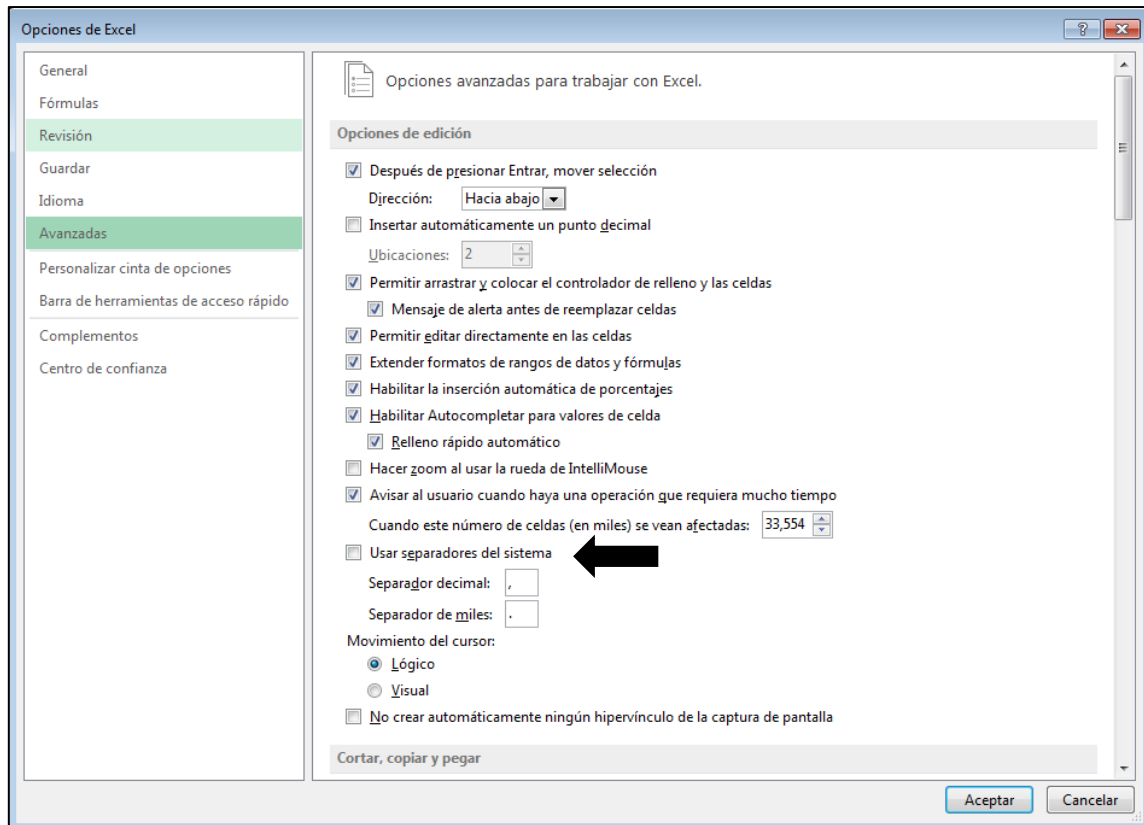 Opciones de Excel
General
Fórmulas
Revisión
Guardar
Idioma
Avanzadas
Personalizar cinta de opciones
Barra de herramientas de acceso rápido
Complementos
Centro de confianza
Opciones avanzadas para trabajar con Excel.
Opciones de edición
Después de presionar Entrar, mover selección
Dirección: Hacia abajo
Insertar automáticamente un punto decimal
Ubicaciones: 2
Permitir arrastrar y colocar el controlador de relleno y las celdas
Mensaje de alerta antes de reemplazar celdas
Permitir editar directamente en las celdas
Extender formatos de rangos de datos y fórmulas
Habilitar la inserción automática de porcentajes
Habilitar Autocompletar para valores de celda
Relleno rápido automático
Hacer zoom al usar la rueda de IntelliMouse
Avisar al usuario cuando haya una operación que requiera mucho tiempo
Cuando este número de celdas (en miles) se vean afectadas: 33,554
Usar separadores del sistema
Separador decimal: ,
Separador de miles: .
Movimiento del cursor:
Lógico
Visual
No crear automáticamente ningún hipervínculo de la captura de pantalla
Cortar, copiar y pegar
Aceptar Cancelar